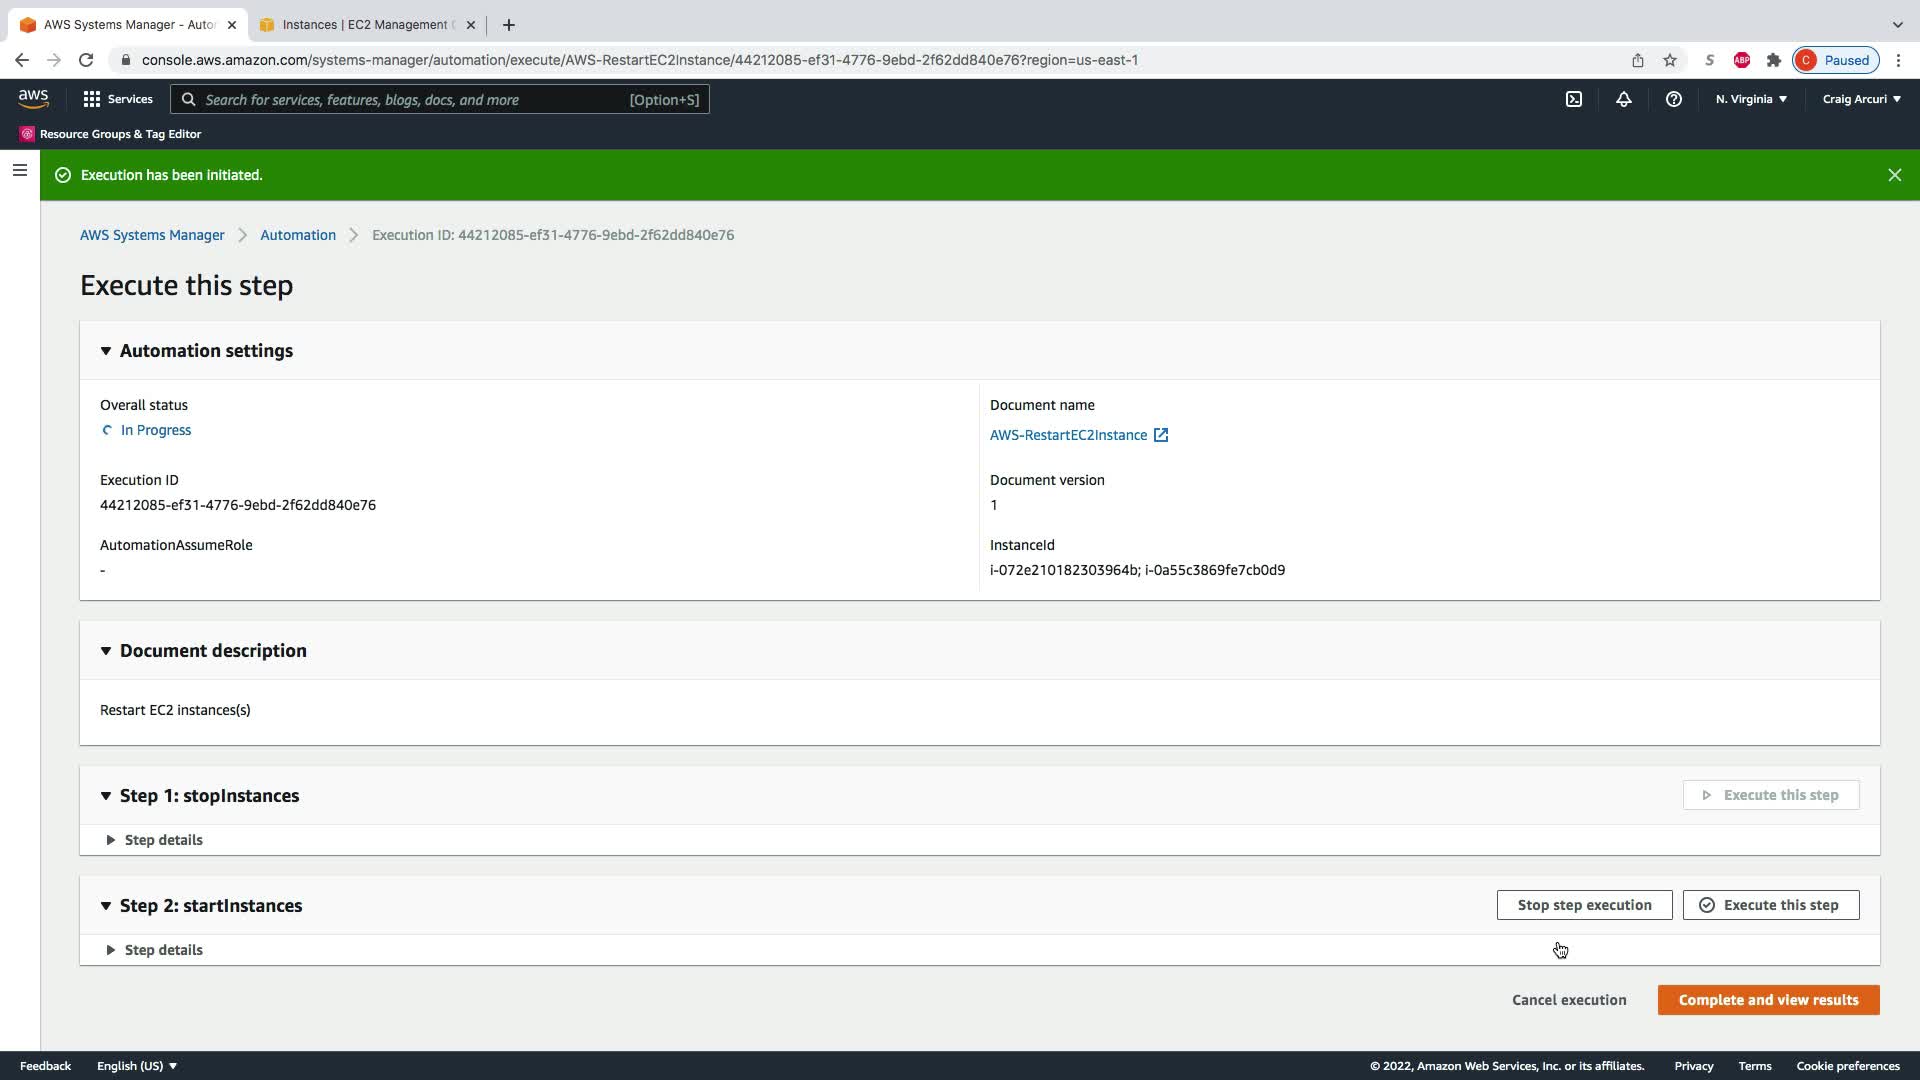 AWS Systems Manager - Auto
Instances | EC2 Management C
console.aws.amazon.com/systems-manager/automation/execute/AWS-RestartEC2Instance/44212085-ef31-4776-9ebd-2f62dd840e76?region=us-east-1
S
ABP
C
Paused
aws
Services
Search for services, features, blogs, docs, and more
[Option+S]
N. Virginia
Craig Arcuri
Resource Groups & Tag Editor
Execution has been initiated.
AWS Systems Manager
Automation
Execution ID: 44212085-ef31-4776-9ebd-2f62dd840e76
Execute this step
Automation settings
Overall status
In Progress
Document name
AWS-RestartEC2Instance
Execution ID
44212085-ef31-4776-9ebd-2f62dd840e76
Document version
1
AutomationAssumeRole
-
InstanceId
i-072e210182303964b; i-0a55c3869fe7cb0d9
Document description
Restart EC2 instances(s)
Step 1: stopInstances
Execute this step
Step details
Step 2: startInstances
Stop step execution
Execute this step
Step details
Cancel execution
Complete and view results
Feedback
English (US)
© 2022, Amazon Web Services, Inc. or its affiliates.
Privacy
Terms
Cookie preferences